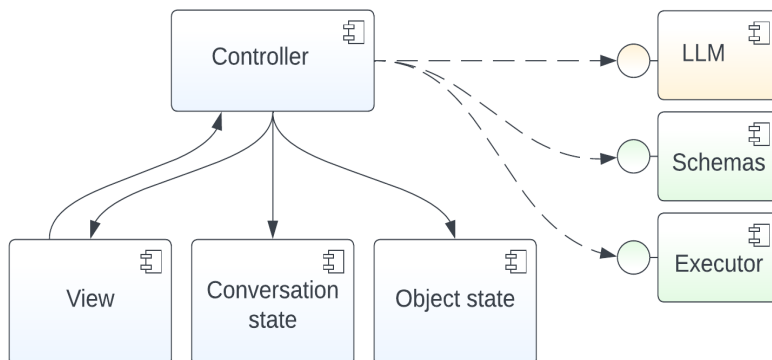 Controller
LLM
Schemas
Executor
View
Conversation
state
Object state